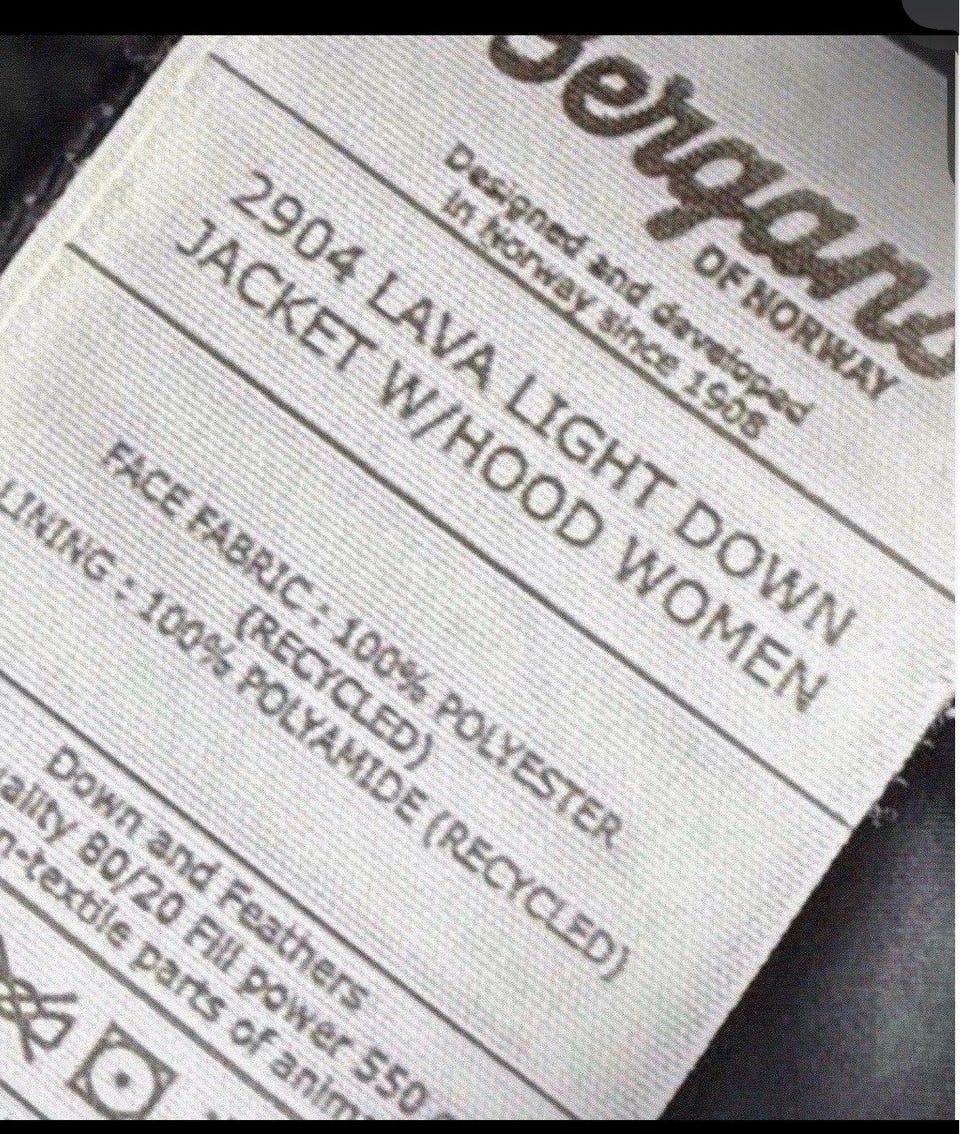 Bergans
OF NORWAY
Designed and developed
in Norway since 1908
2904 LAVA LIGHT DOWN
JACKET W/HOOD WOMEN
FACE FABRIC : 100% POLYESTER
(RECYCLED)
LINING : 100% POLYAMIDE (RECYCLED)
Down and Feathers
80/20 Fill power 550
parts of